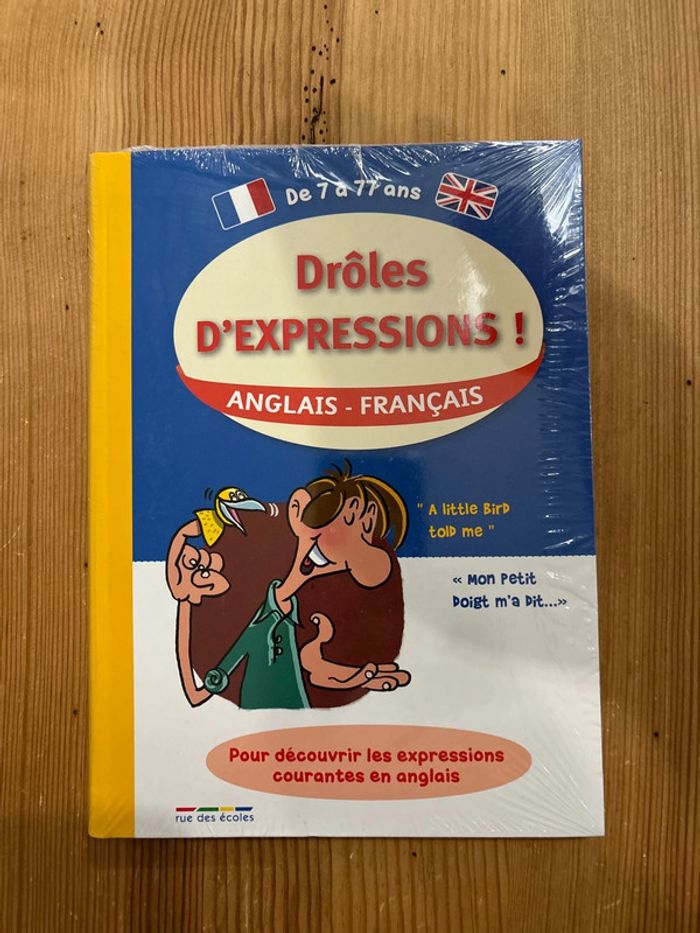 De 7 à 77 ans
Drôles
D'EXPRESSIONS !
ANGLAIS - FRANÇAIS
" A little Bird
told me "
« Mon Petit
Doigt m'a Dit...»
Pour découvrir les expressions
courantes en anglais
rue des écoles